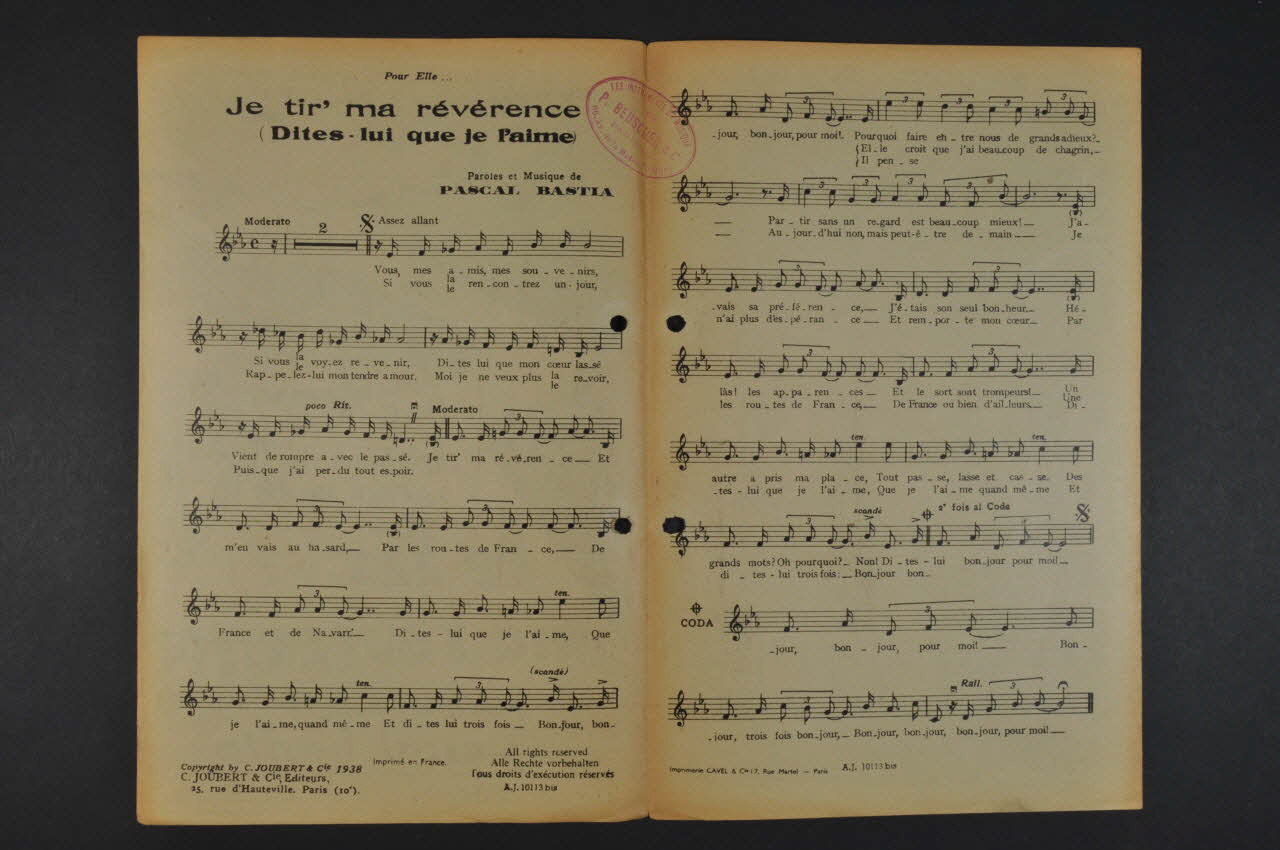 Pour Elle ...
Je tir' ma révérence
(Dites-lui que je l'aime)
Paroles et Musique de
PASCAL BASTIA
Moderato
2
Assez allant
Vous, mes a-mis, mes sou-ve-nirs,
Si vous la ren-con-trez un-jour,
le
Si vous la voy-ez re-ve-nir, Di-tes lui que mon cœur las-sé
le
Rap-pe-lez-lui mon tendre amour. Moi je ne veux plus la re-voir,
le
poco Rit. Moderato
Vient de rompre a-vec le pas-sé. Je tir' ma ré-vé-ren-ce Et
Puis-que j'ai per-du tout es-poir.
m'en vais au ha-sard, Par les rou-tes de Fran-ce, De
ten.
France et de Na-varr' Di-tes-lui que je l'ai-me, Que
ten. (scandé)
je l'ai-me, quand mê-me Et di-tes lui trois fois Bon-jour, bon-
Copyright by C. JOUBERT & Cie 1938
C. JOUBERT & Cie, Editeurs,
25, rue d'Hauteville. Paris (10e).
Imprimé en France.
All rights reserved
Alle Rechte vorbehalten
Tous droits d'exécution réservés
A.J. 10113 bis
P. BEUSCHER
-jour, bon-jour, pour moi!. Pourquoi faire en-tre nous de grands adieux?
El-le croit que j'ai beau-coup de chagrin,
Il pen-se
Par-tir sans un re-gard est beau-coup mieux! J'a-
Au-jour-d'hui non, mais peut-ê-tre de-main Je
-vais sa pré-fé-ren-ce, J'é-tais son seul bon-heur. Hé-
n'ai plus d'es-pé-ran-ce Et rem-por-te mon cœur Par
làs! les ap-pa-ren-ces Et le sort sont trompeurs! Un
Une
les rou-tes de Fran-ce, De France ou bien d'ail-leurs Di-
ten. ten.
autre a pris ma pla-ce, Tout pas-se, lasse et cas-se. Des
-tes-lui que je l'ai-me, Que je l'ai-me quand mê-me Et
scandé 2e fois al Coda
grands mots? Oh pourquoi? Non! Di-tes-lui bon-jour pour moi!
di-tes-lui trois fois: Bon-jour bon-
CODA
-jour, bon-jour, pour moi! Bon-
Rall.
-jour, trois fois bon-jour, Bon-jour, bon-jour, bon-jour, pour moi!
Imprimerie CAVEL & Cie 17, Rue Martel — Paris
A.J. 10113 bis